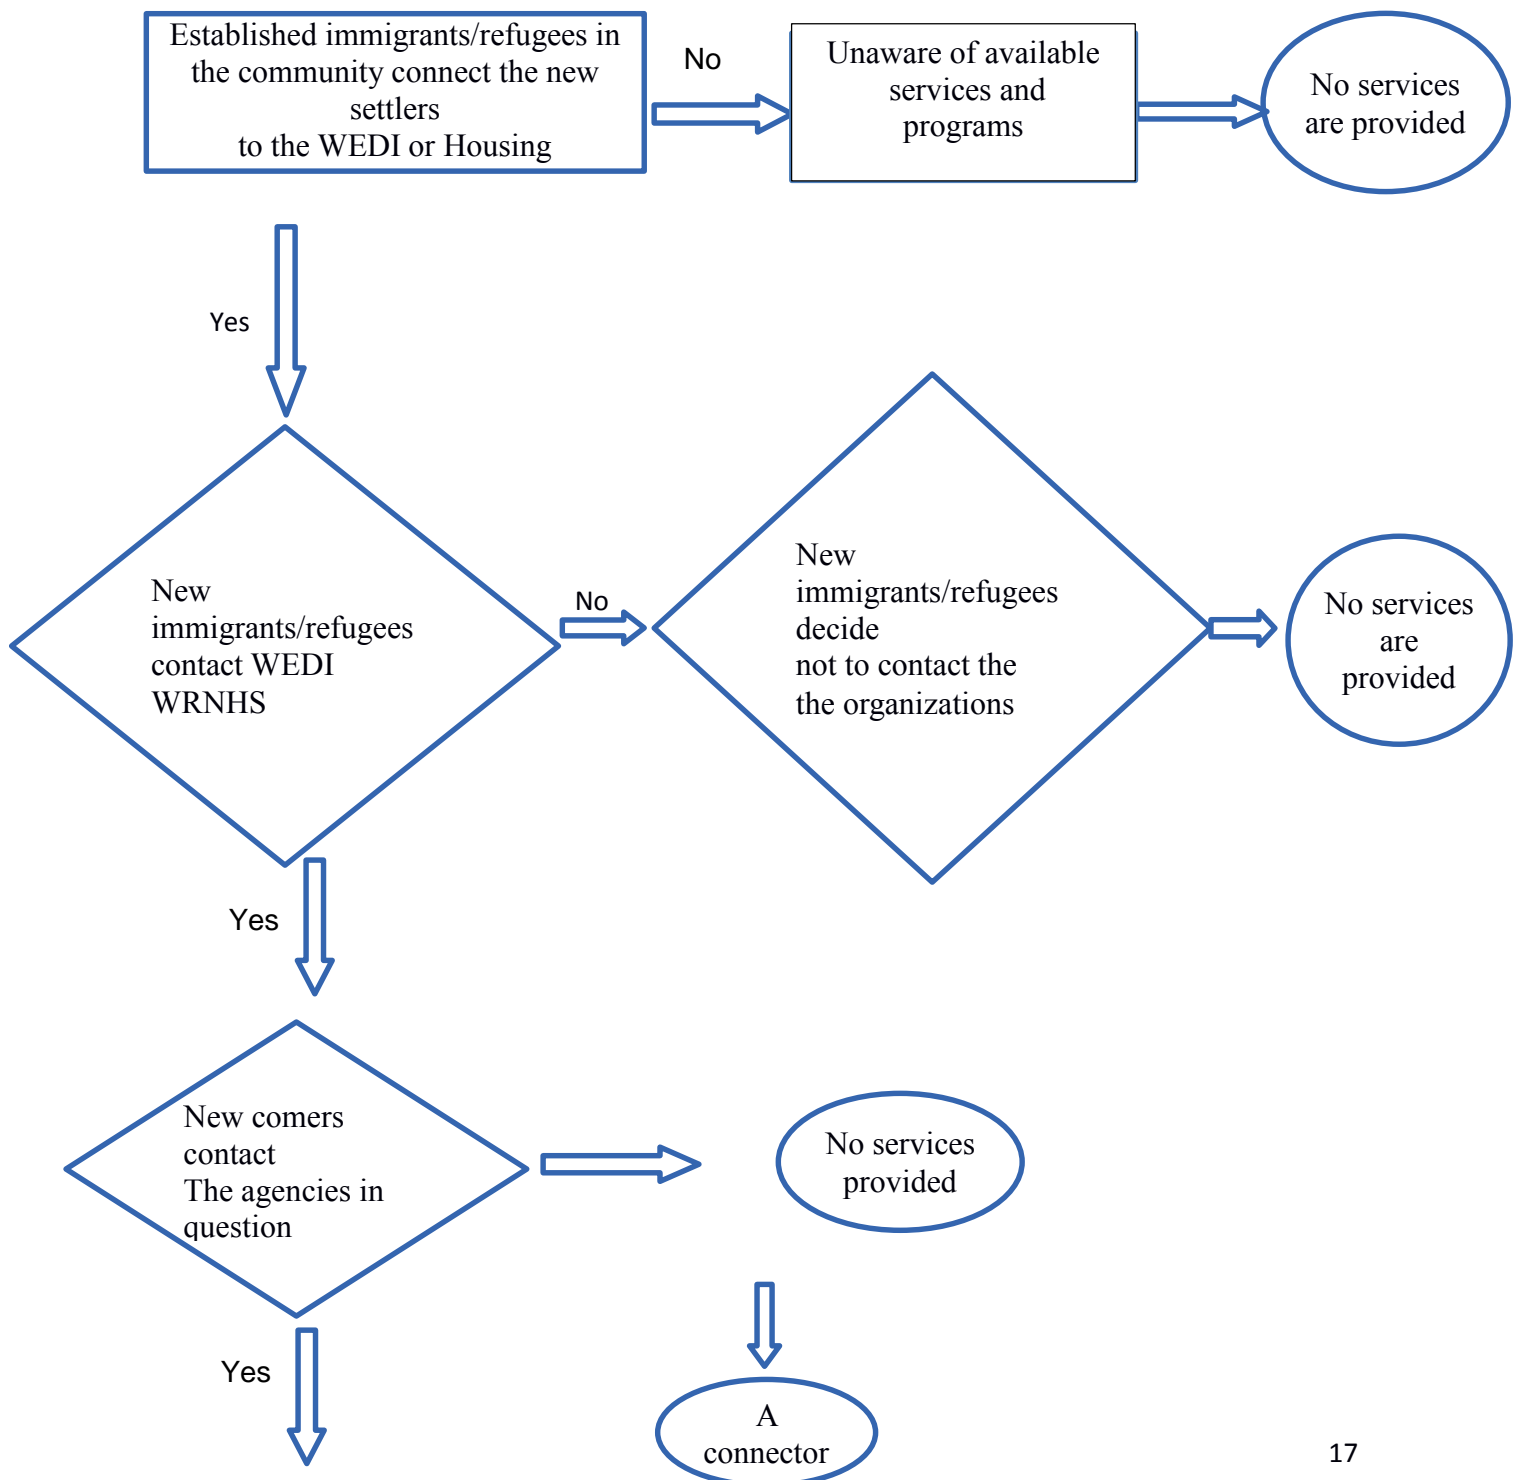 Established immigrants/refugees in
the community connect the new
settlers
to the WEDI or Housing
No
Unaware of available
services and
programs
No services
are provided
Yes
New
immigrants/refugees
contact WEDI
WRNHS
No
New
immigrants/refugees
decide
not to contact the
the organizations
No services
are
provided
Yes
New comers
contact
The agencies in
question
No services
provided
Yes
A
connector
17